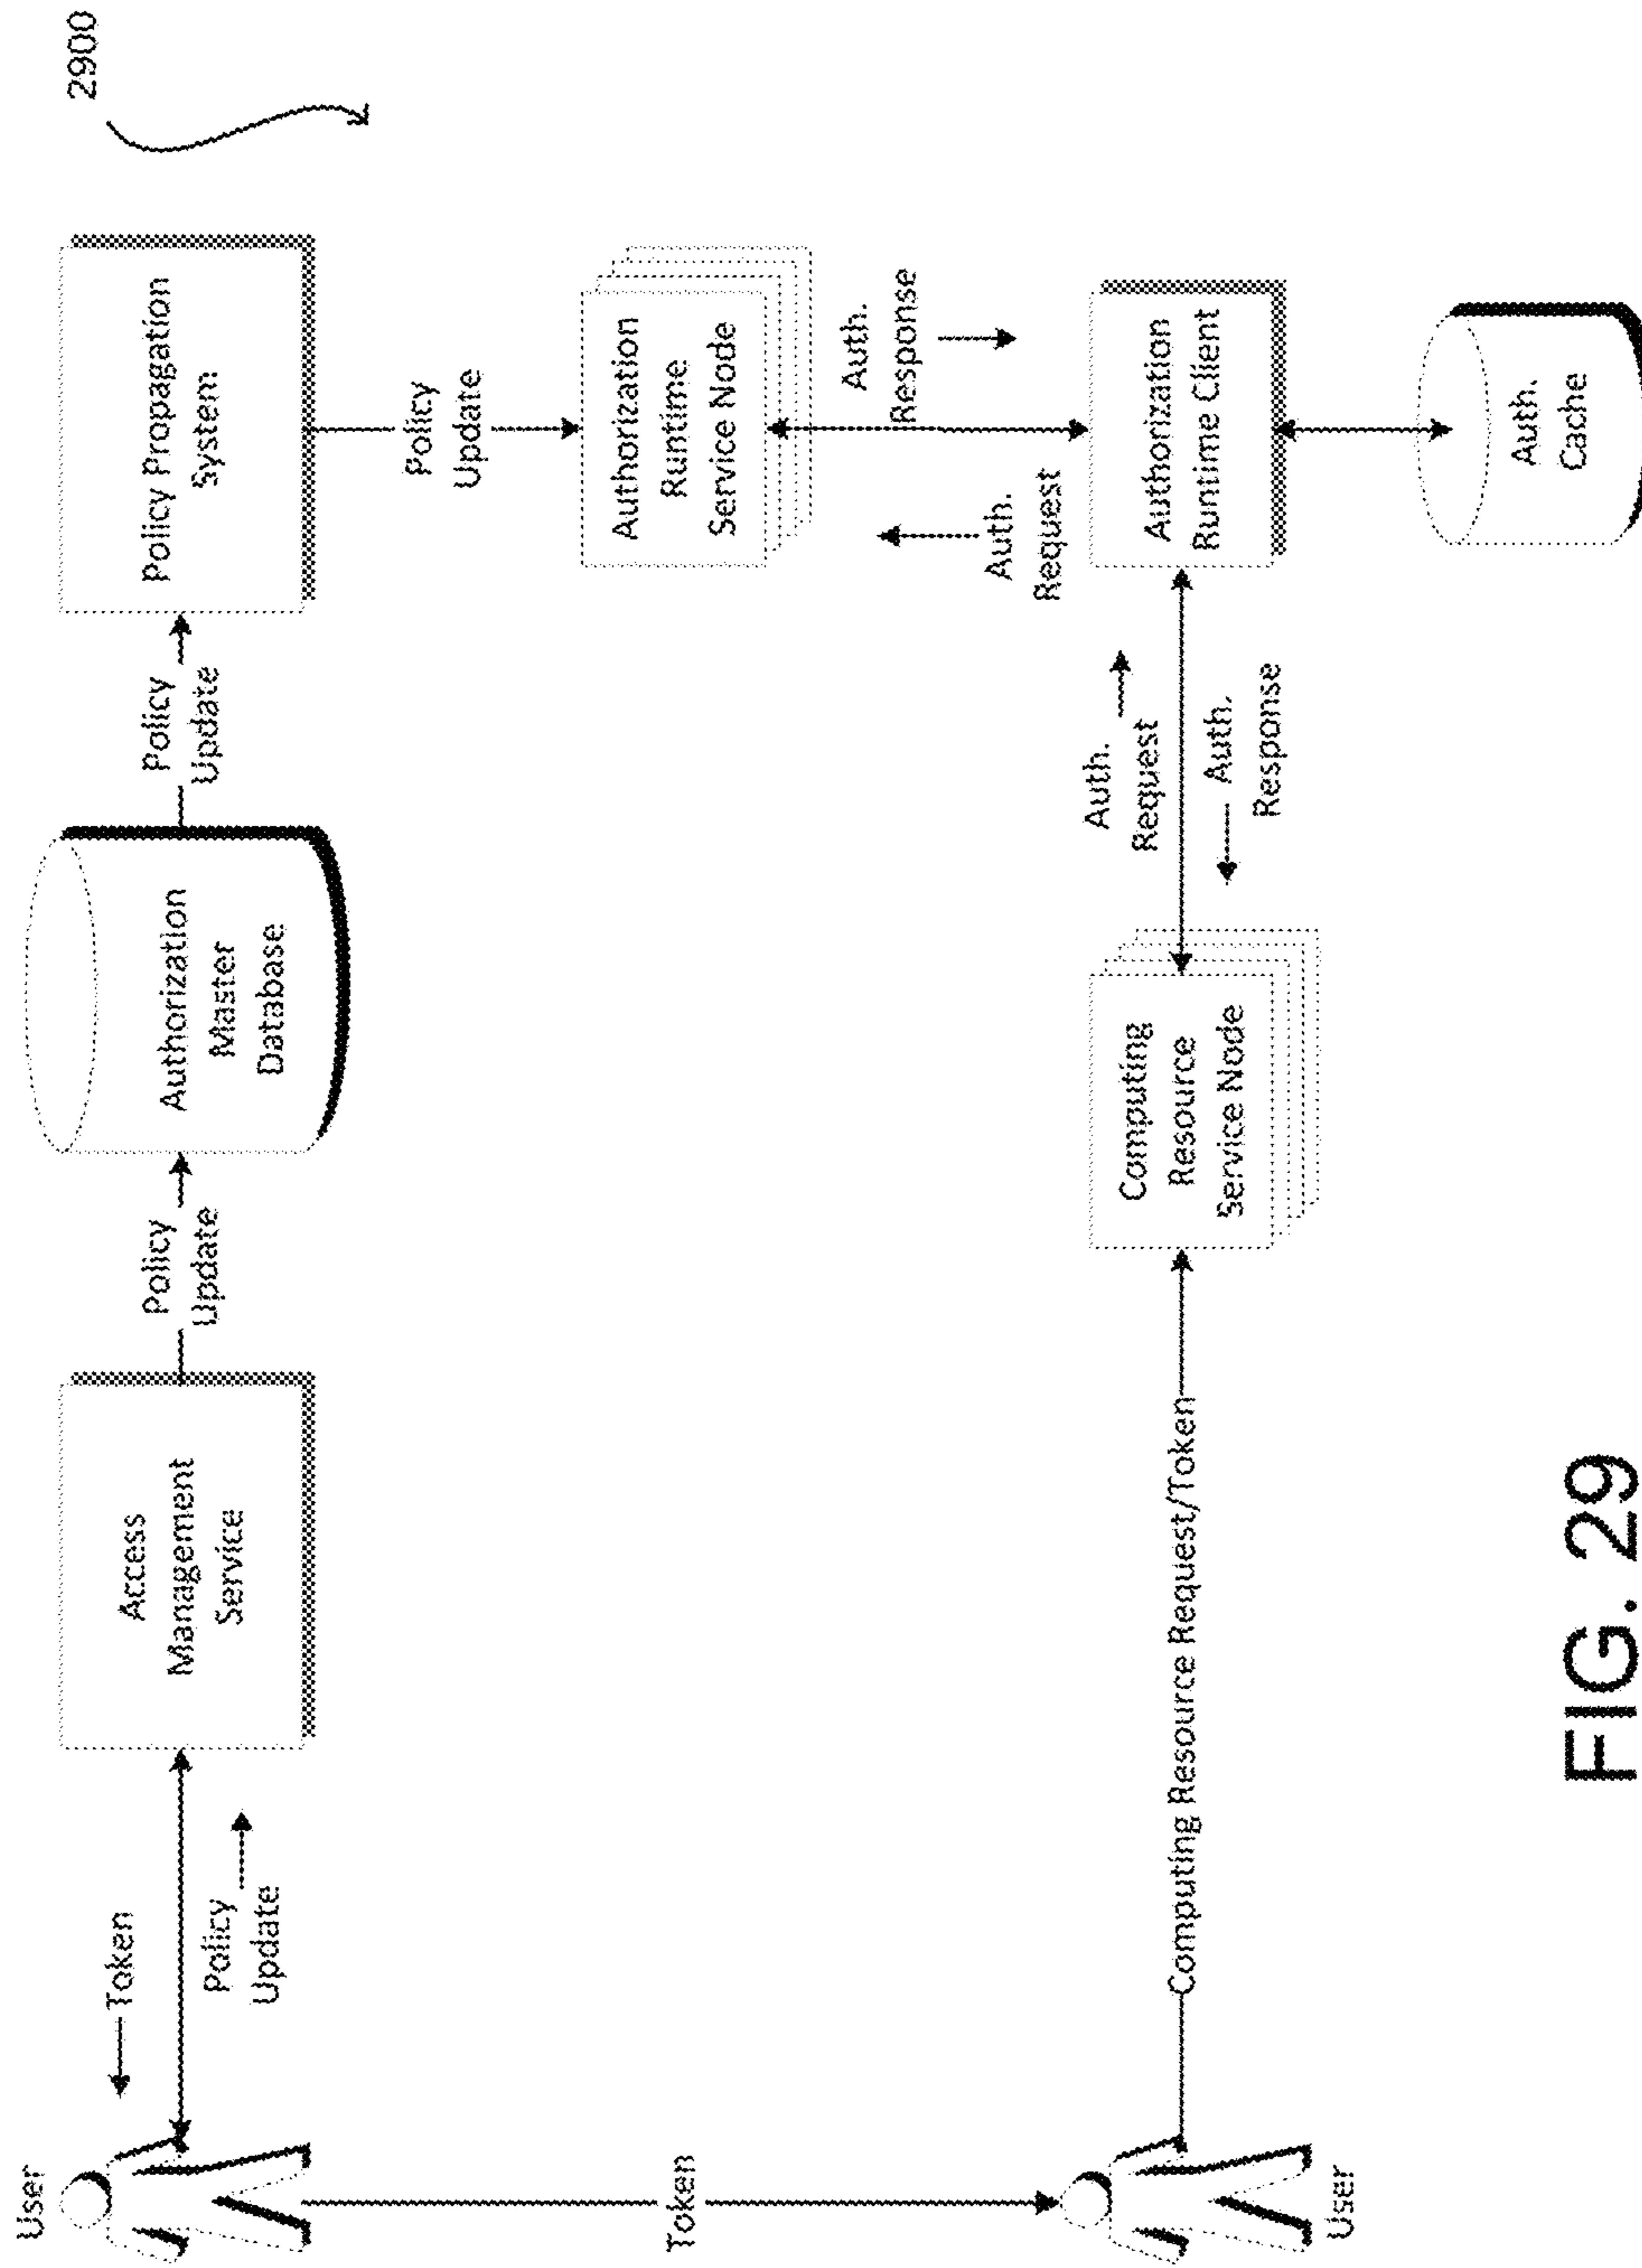 2900
User
Token
Policy
Update
Access
Management
Service
Policy
Update
Authorization
Master
Database
Policy
Update
Policy Propagation
System
Policy
Update
Authorization
Runtime
Service Node
Auth.
Response
Auth.
Request
Token
User
Computing Resource Request/Token
Computing
Resource
Service Node
Auth.
Request
Auth.
Response
Authorization
Runtime Client
Auth.
Cache
FIG. 29